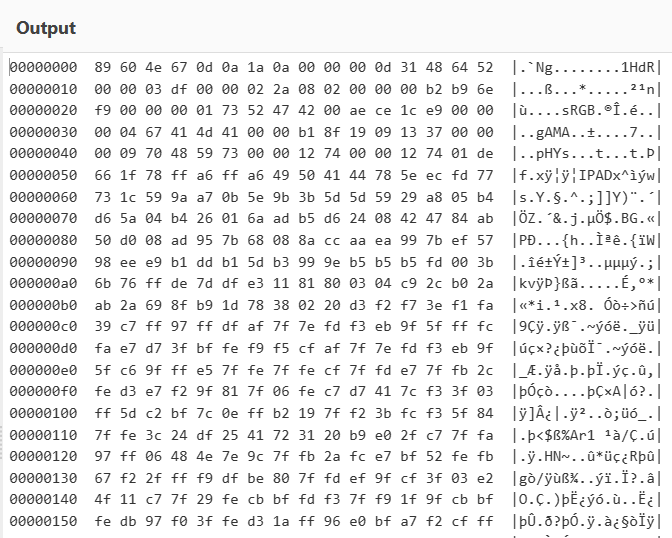 Output
00000000  89 60 4e 67 0d 0a 1a 0a 00 00 00 0d 31 48 64 52  |.`Ng........1HdR|
00000010  00 00 03 df 00 00 02 2a 08 02 00 00 00 b2 b9 6e  |...ß...*.....²¹n|
00000020  f9 00 00 00 01 73 52 47 42 00 ae ce 1c e9 00 00  |ù....sRGB.®Î.é..|
00000030  00 04 67 41 4d 41 00 00 b1 8f 19 09 13 37 00 00  |..gAMA..±....7..|
00000040  00 09 70 48 59 73 00 00 12 74 00 00 12 74 01 de  |..pHYs...t...t.Þ|
00000050  66 1f 78 ff a6 ff a6 49 50 41 44 78 5e ec fd 77  |f.xÿ¦ÿ¦IPADx^ìýw|
00000060  73 1c 59 9a a7 0b 5e 9b 3b 5d 5d 59 29 a8 05 b4  |s.Y.§.^.;]]Y)¨.´|
00000070  d6 5a 04 b4 26 01 6a ad b5 d6 24 08 42 47 84 ab  |ÖZ.´&.j.µÖ$.BG.«|
00000080  50 d0 08 ad 95 7b 68 08 8a cc aa ea 99 7b ef 57  |PÐ...{h..Ìªê.{ïW|
00000090  98 ee e9 b1 dd b1 5d b3 99 9e b5 b5 b5 fd 00 3b  |.îé±Ý±]³..µµµý.;|
000000a0  6b 76 ff de 7d df e3 11 81 80 03 04 c9 2c b0 2a  |kvÿÞ}ßã.....É,°*|
000000b0  ab 2a 69 8f b9 1d 78 38 02 20 d3 f2 f7 3e f1 fa  |«*i.¹.x8. Óò÷>ñú|
000000c0  39 c7 ff 97 ff df af 7f 7e fd f3 eb 9f 5f ff fc  |9Çÿ.ÿß¯.~ýóë._ÿü|
000000d0  fa e7 d7 3f bf fe f9 f5 cf af 7f 7e fd f3 eb 9f  |úç×?¿þùõÏ¯.~ýóë.|
000000e0  5f c6 9f ff e5 7f fe 7f fe cf 7f fd e7 7f fb 2c  |_Æ.ÿå.þ.þÏ.ýç.û,|
000000f0  fe d3 e7 f2 9f 81 7f 06 fe c7 d7 41 7c f3 3f 03  |þÓçò....þÇ×A|ó?.|
00000100  ff 5d c2 bf 7c 0e ff b2 19 7f f2 3b fc f3 5f 84  |ÿ]Â¿|.ÿ²..ò;üó_.|
00000110  7f fe 3c 24 df 25 41 72 31 20 b9 e0 2f c7 7f fa  |.þ<$ß%Ar1 ¹à/Ç.ú|
00000120  97 ff 06 48 4e 7e 9c 7f fb 2a fc e7 bf 52 fe fb  |.ÿ.HN~..û*üç¿Rþû|
00000130  67 f2 2f ff f9 df be 80 7f fd ef 9f cf 3f 03 e2  |gò/ÿùß¾..ýï.Ï?.â|
00000140  4f 11 c7 7f 29 fe cb bf fd f3 7f f9 1f 9f cb bf  |O.Ç.)þË¿ýó.ù..Ë¿|
00000150  fe db 97 f0 3f fe d3 1a ff 96 e0 bf a7 f2 cf ff  |þÛ.ð?þÓ.ÿ.à¿§òÏÿ|